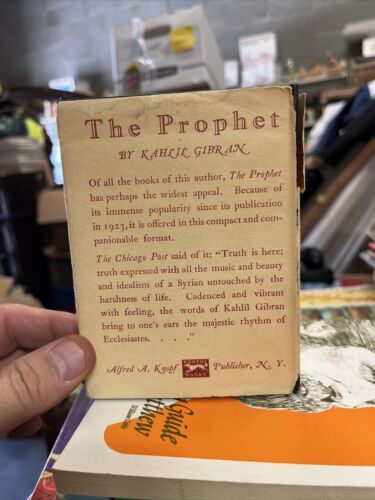 The Prophet
BY KAHLIL GIBRAN
Of all the books of this author, The Prophet
has perhaps the widest appeal. Because of
its immense popularity since its publication
in 1923, it is offered in this compact and com-
panionable format.
The Chicago Post said of it: "Truth is here;
truth expressed with all the music and beauty
and idealism of a Syrian untouched by the
harshness of life. Cadenced and vibrant
with feeling, the words of Kahlil Gibran
bring to one's ears the majestic rhythm of
Ecclesiastes. . . ."
Alfred A. Knopf
BORZOI
BOOKS
Publisher, N. Y.
Guide